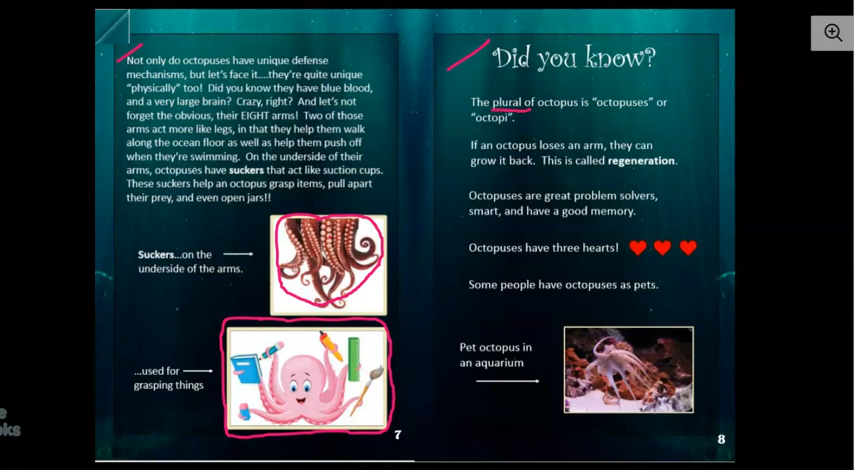 Not only do octopuses have unique defense
mechanisms, but let's face it....they're quite unique
"physically" too!  Did you know they have blue blood,
and a very large brain?  Crazy, right?  And let's not
forget the obvious, their EIGHT arms!  Two of those
arms act more like legs, in that they help them walk
along the ocean floor as well as help them push off
when they're swimming.  On the underside of their
arms, octopuses have suckers that act like suction cups.
These suckers help an octopus grasp items, pull apart
their prey, and even open jars!!
Suckers...on the
underside of the arms.
...used for
grasping things
7
Did you know?
The plural of octopus is "octopuses" or
"octopi".
If an octopus loses an arm, they can
grow it back.  This is called regeneration.
Octopuses are great problem solvers,
smart, and have a good memory.
Octopuses have three hearts!
Some people have octopuses as pets.
Pet octopus in
an aquarium
8